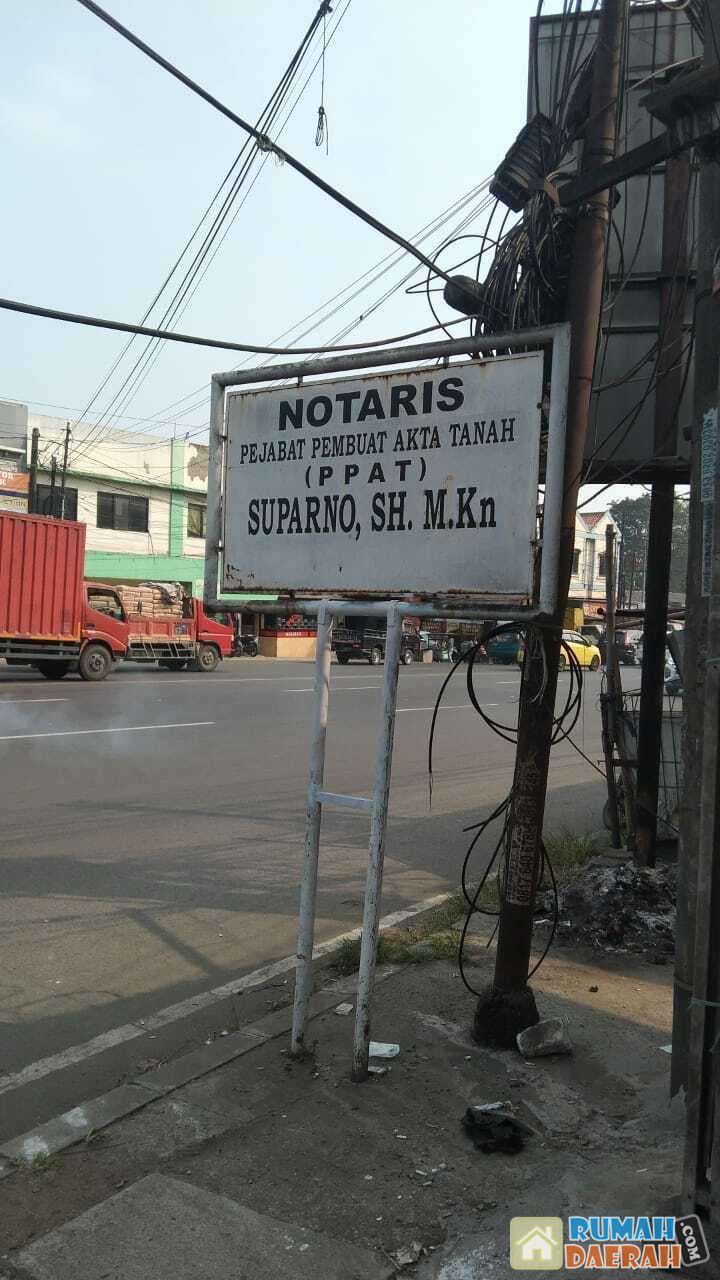 NOTARIS
PEJABAT PEMBUAT AKTA TANAH
(PPAT)
SUPARNO, SH. M.Kn
RUMAH
DAERAH
.COM